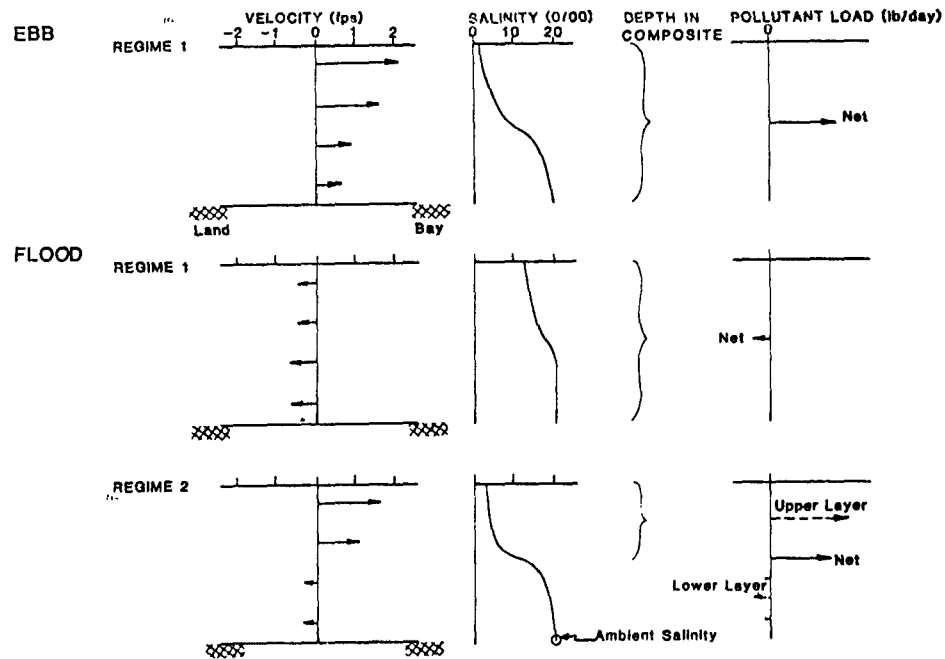 VELOCITY (fps) SALINITY (0/00) DEPTH IN COMPOSITE POLLUTANT LOAD (lb/day)
EBB
REGIME 1 -2 -1 0 1 2 0 10 20 0
Net
Land Bay
FLOOD
REGIME 1
Net
REGIME 2
Upper Layer
Net
Lower Layer
Ambient Salinity